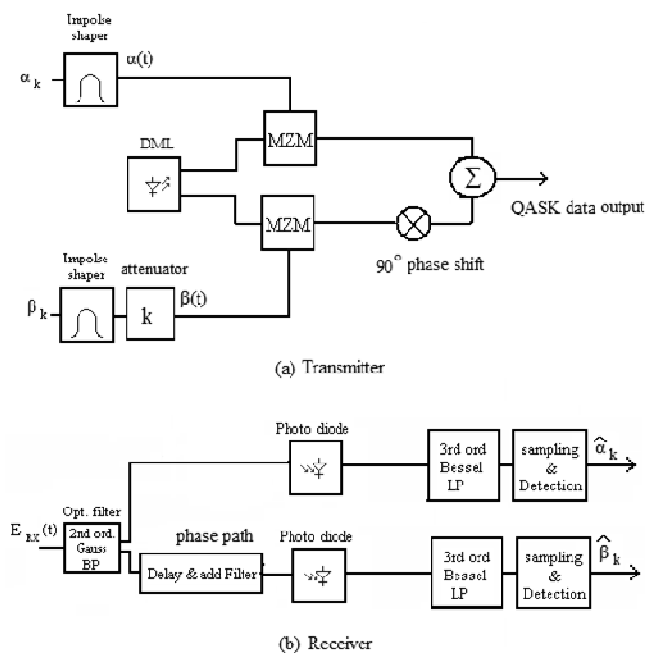 Impolse
shaper
α(t)
αₖ
MZM
DML
Σ
QASK data output
MZM
90° phase shift
Impolse
shaper
attenuator
β(t)
βₖ
k
(a) Transmitter
Photo diode
3rd ord
Bessel
LP
sampling
&
Detection
α̂ₖ
Opt. filter
E RX (t)
2nd ord.
Gauss
BP
phase path
Delay & add Filter
Photo diode
3rd ord
Bessel
LP
sampling
&
Detection
β̂ₖ
(b) Receiver